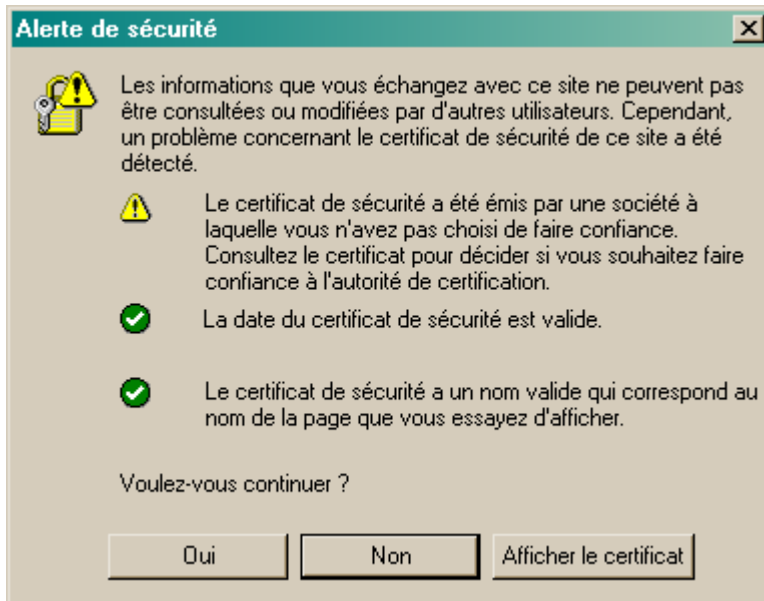 Alerte de sécurité
Les informations que vous échangez avec ce site ne peuvent pas
être consultées ou modifiées par d'autres utilisateurs. Cependant,
un problème concernant le certificat de sécurité de ce site a été
détecté.
Le certificat de sécurité a été émis par une société à
laquelle vous n'avez pas choisi de faire confiance.
Consultez le certificat pour décider si vous souhaitez faire
confiance à l'autorité de certification.
La date du certificat de sécurité est valide.
Le certificat de sécurité a un nom valide qui correspond au
nom de la page que vous essayez d'afficher.
Voulez-vous continuer ?
Oui Non Afficher le certificat